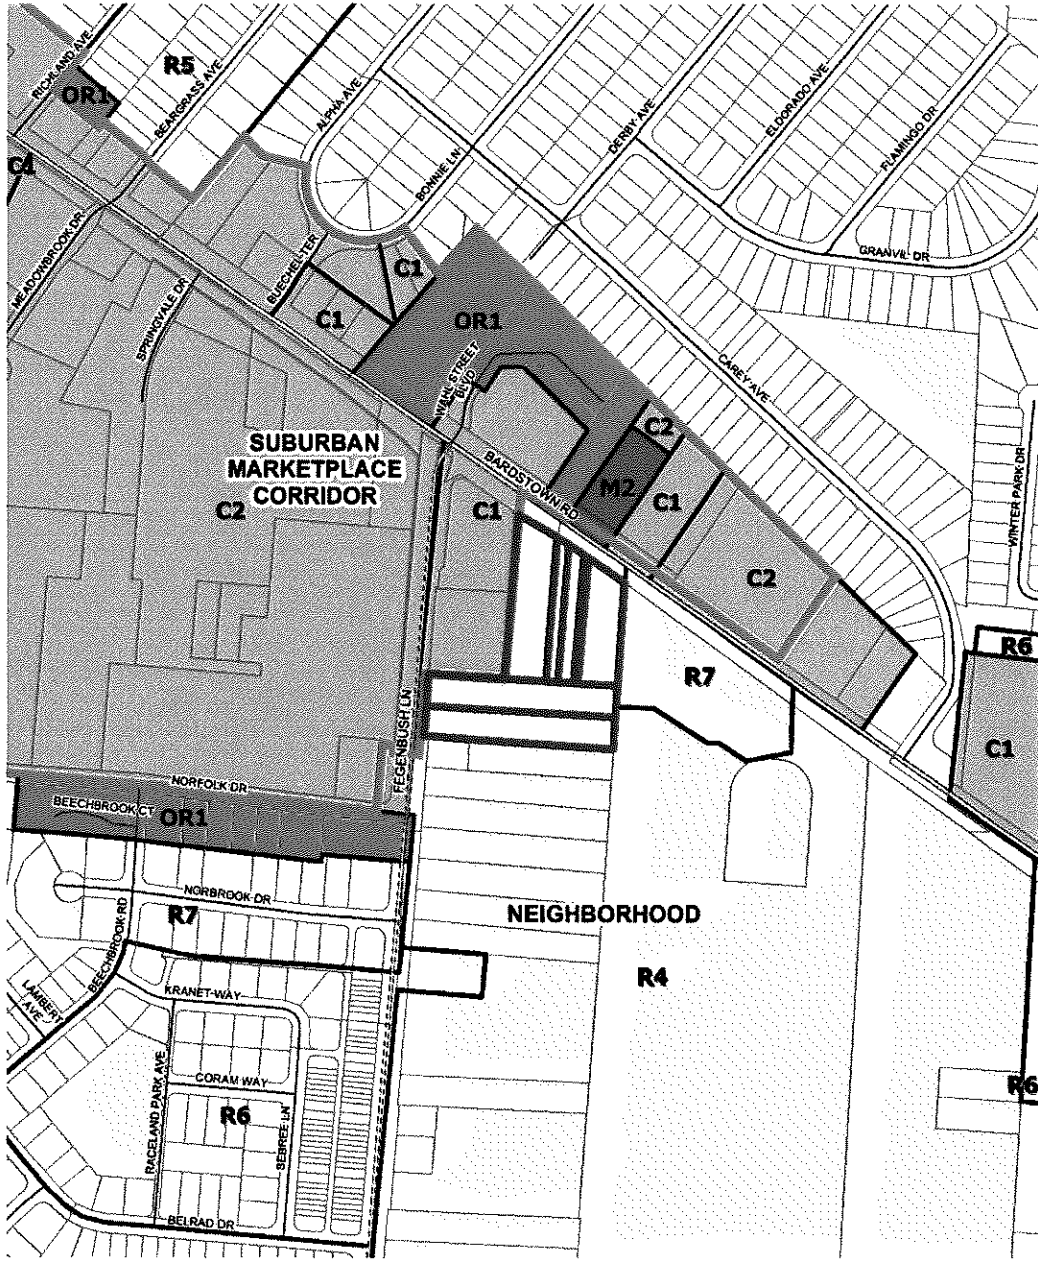 RICHLAND AVE
R5
OR1
BEARGRASS AVE
ALPHA AVE
BONNIE LN
DERBY AVE
ELDORADO AVE
FLAMINGO DR
C1
MEADOWBROOK DR
SPRINGVALE DR
BUECHEL TER
C1
C1
OR1
GRANVIL DR
WAHL STREET
BLVD
CAREY AVE
C2
SUBURBAN
MARKETPLACE
CORRIDOR
C2
BARDSTOWN RD
C1
M2
C1
C2
WINTER PARK DR
R6
R7
C1
FEGENBUSH LN
NORFOLK DR
BEECHBROOK CT
OR1
NORBROOK DR
R7
BEECHBROOK RD
NEIGHBORHOOD
R4
LAMBERT
AVE
KRANET WAY
CORAM WAY
RACELAND PARK AVE
R6
SEBREE LN
R6
BELRAD DR